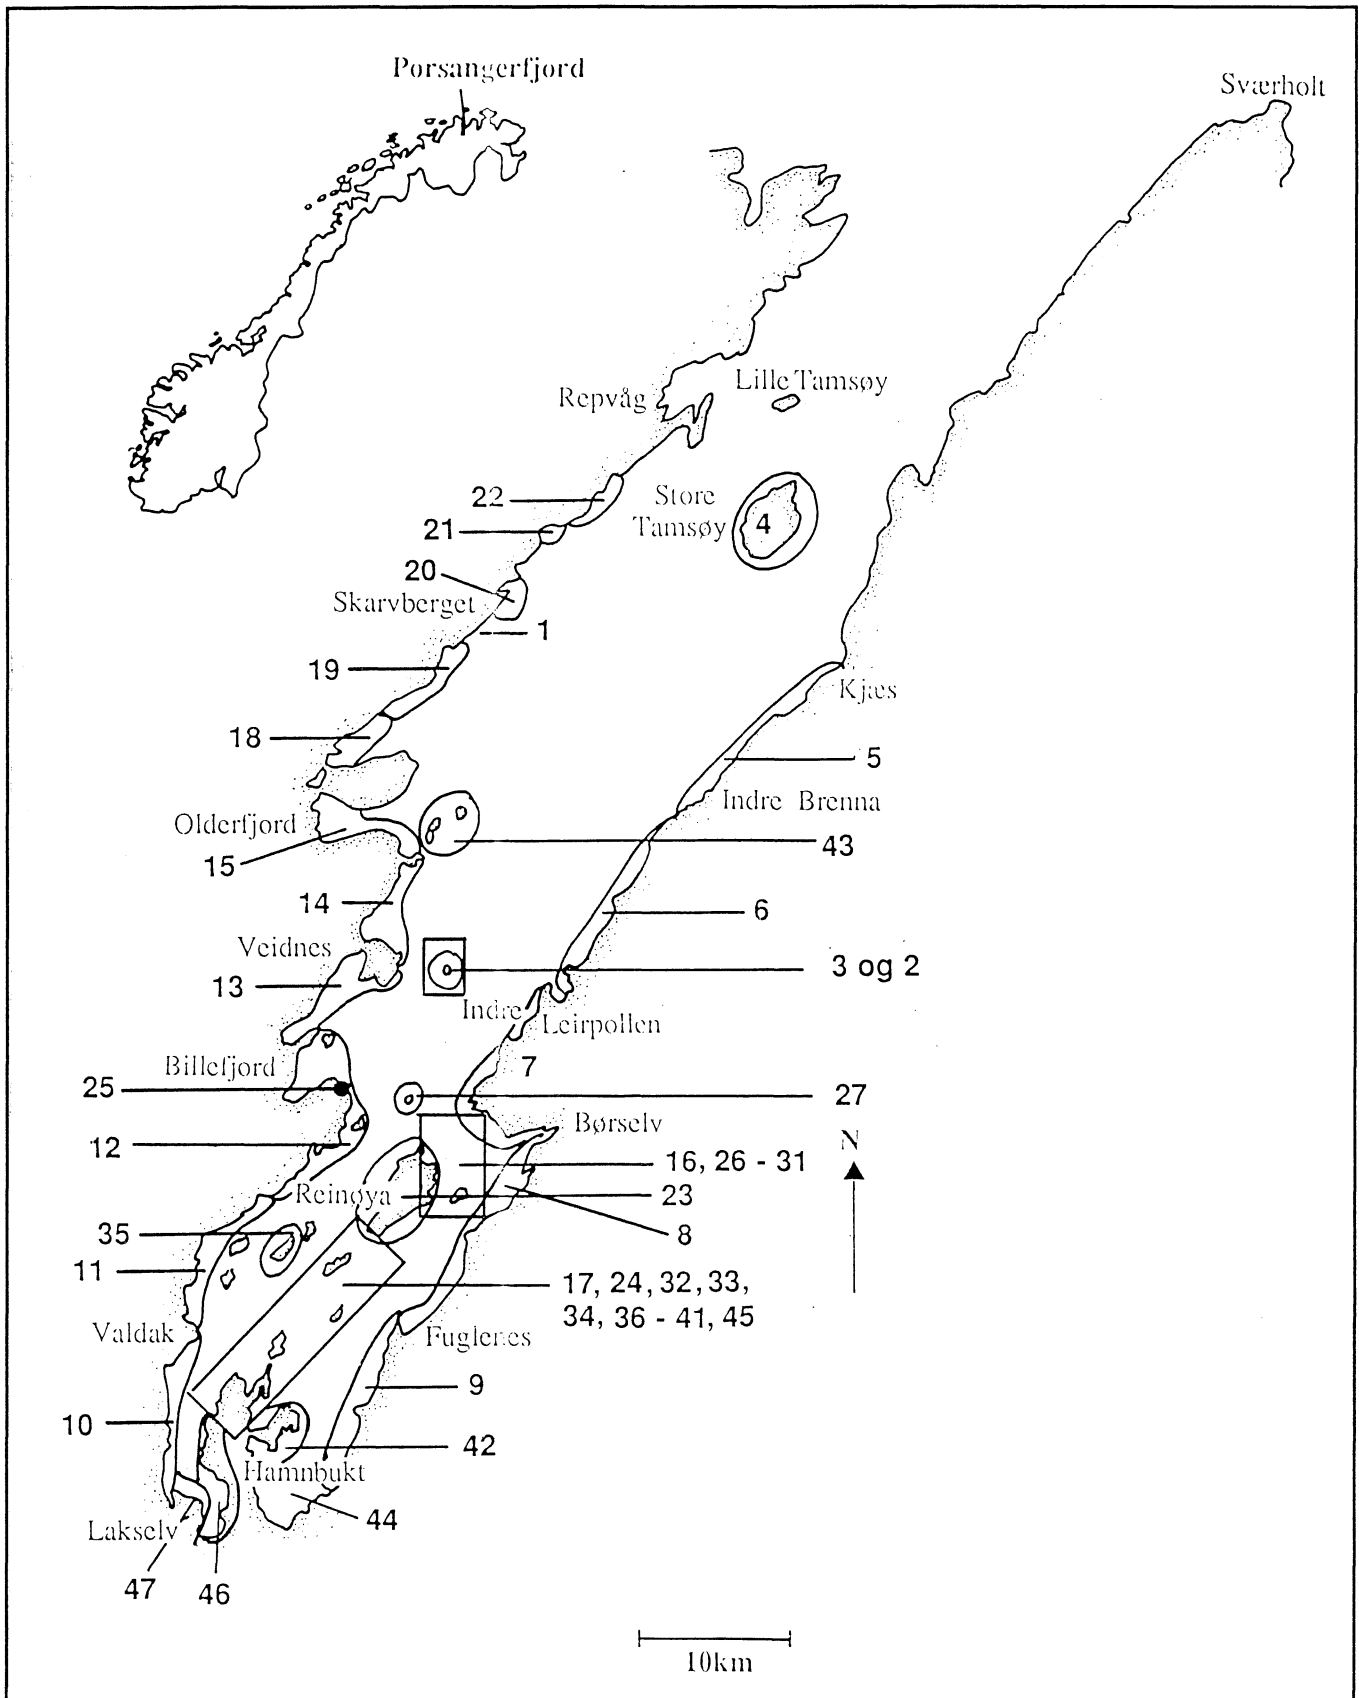 Porsangerfjord
Sværholt
Repvåg
Lille Tamsøy
22
Store
Tamsøy
4
21
20
Skarvberget
1
19
Kjæs
18
5
Indre Brenna
Olderfjord
43
15
14
6
Veidnes
3 og 2
13
Indre
Leirpollen
Billefjord
7
25
27
Børselv
12
N
16, 26 - 31
Reinøya
23
35
8
11
17, 24, 32, 33,
34, 36 - 41, 45
Valdak
Fuglenes
9
10
42
Hamnbukt
44
Lakselv
47
46
10km